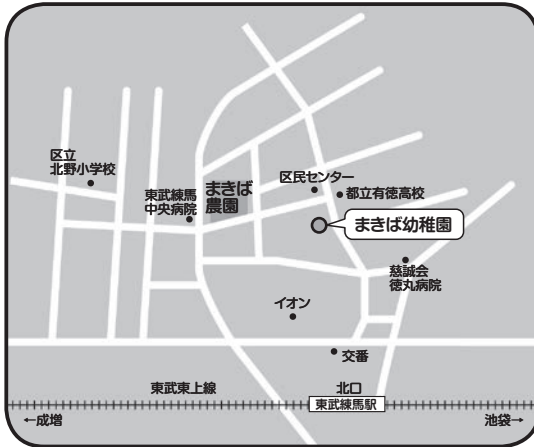 区立
北野小学校
東武練馬
中央病院
まきば
農園
区民センター
都立有徳高校
まきば幼稚園
慈誠会
徳丸病院
イオン
交番
東武東上線
北口
東武練馬駅
←成増
池袋→